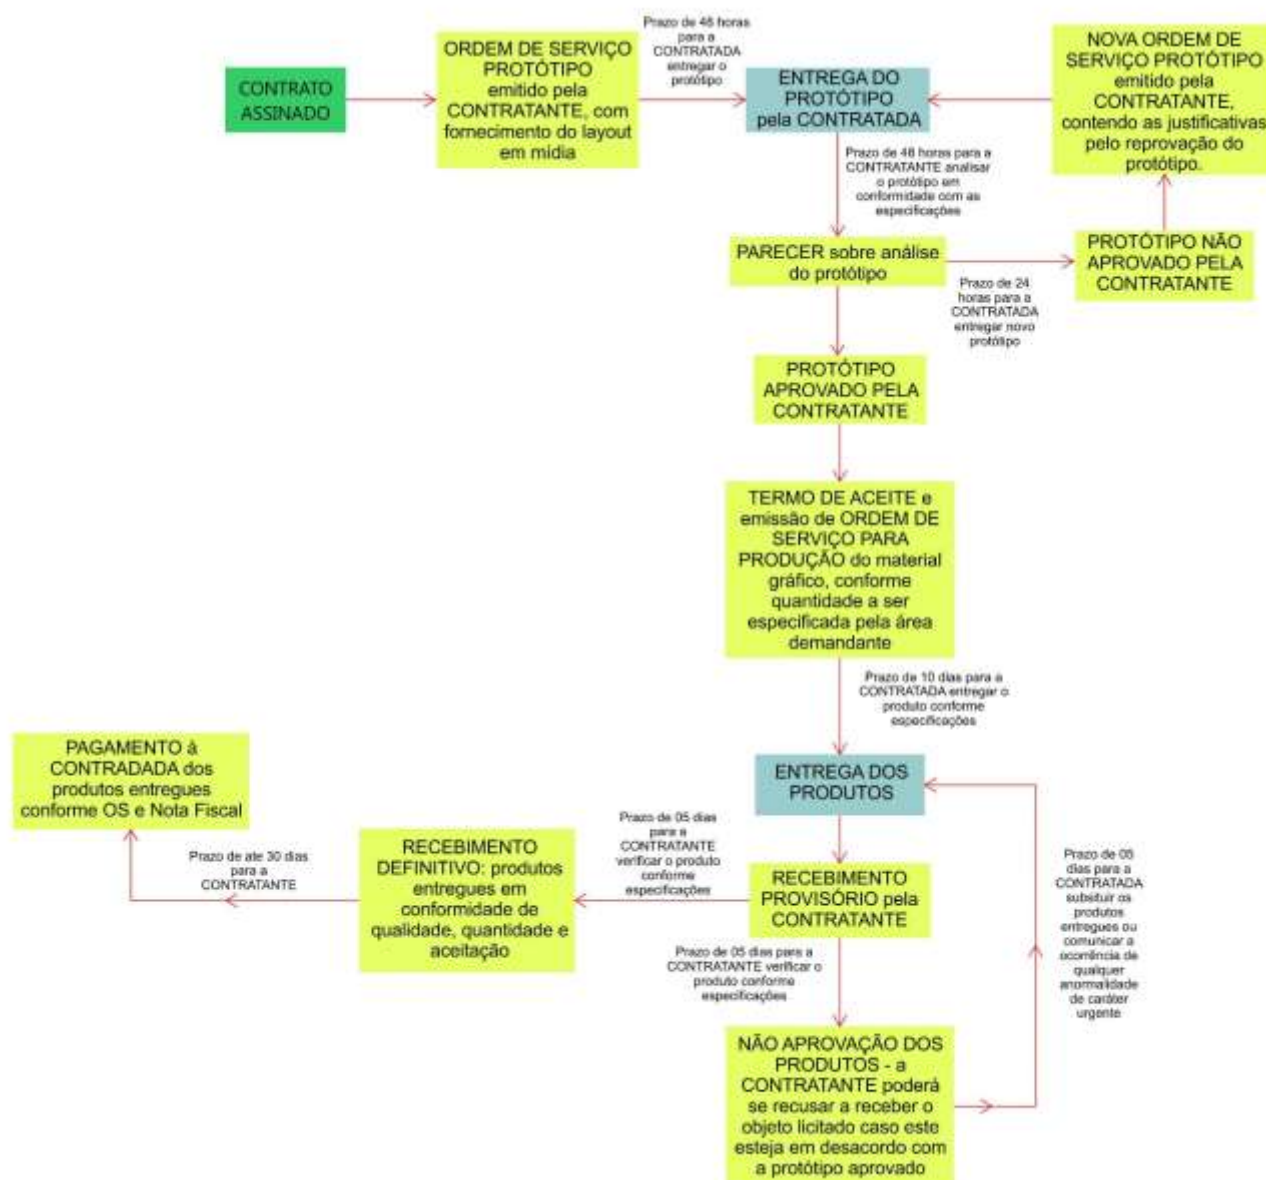 CONTRATO
ASSINADO
ORDEM DE SERVIÇO
PROTÓTIPO
emitido pela
CONTRATANTE, com
fornecimento do layout
em mídia
Prazo de 48 horas
para a
CONTRATADA
entregar o
protótipo
ENTREGA DO
PROTÓTIPO
pela CONTRATADA
NOVA ORDEM DE
SERVIÇO PROTÓTIPO
emitido pela
CONTRATANTE,
contendo as justificativas
pelo reprovação do
protótipo.
Prazo de 48 horas para a
CONTRATANTE analisar
o protótipo em
conformidade com as
especificações
PARECER sobre análise
do protótipo
Prazo de 24
horas para a
CONTRATADA
entregar novo
protótipo
PROTÓTIPO NÃO
APROVADO PELA
CONTRATANTE
PROTÓTIPO
APROVADO PELA
CONTRATANTE
TERMO DE ACEITE e
emissão de ORDEM DE
SERVIÇO PARA
PRODUÇÃO do material
gráfico, conforme
quantidade a ser
especificada pela área
demandante
Prazo de 10 dias para a
CONTRATADA entregar o
produto conforme
especificações
ENTREGA DOS
PRODUTOS
PAGAMENTO à
CONTRADADA dos
produtos entregues
conforme OS e Nota Fiscal
Prazo de ate 30 dias
para a
CONTRATANTE
RECEBIMENTO
DEFINITIVO: produtos
entregues em
conformidade de
qualidade, quantidade e
aceitação
Prazo de 05 dias
para a
CONTRATANTE
verificar o produto
conforme
especificações
RECEBIMENTO
PROVISÓRIO pela
CONTRATANTE
Prazo de 05 dias para a
CONTRATANTE verificar o
produto conforme
especificações
Prazo de 05
dias para a
CONTRATADA
subsituir os
produtos
entregues ou
comunicar a
ocorrência de
qualquer
anormalidade
de caráter
urgente
NÃO APROVAÇÃO DOS
PRODUTOS - a
CONTRATANTE poderá
se recusar a receber o
objeto licitado caso este
esteja em desacordo com
a protótipo aprovado